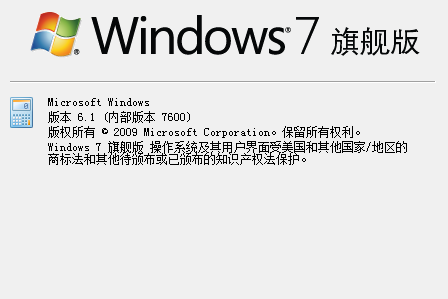 Windows® 7 旗舰版
Microsoft Windows
版本 6.1 (内部版本 7600)
版权所有 © 2009 Microsoft Corporation。保留所有权利。
Windows 7 旗舰版 操作系统及其用户界面受美国和其他国家/地区的
商标法和其他待颁布或已颁布的知识产权法保护。